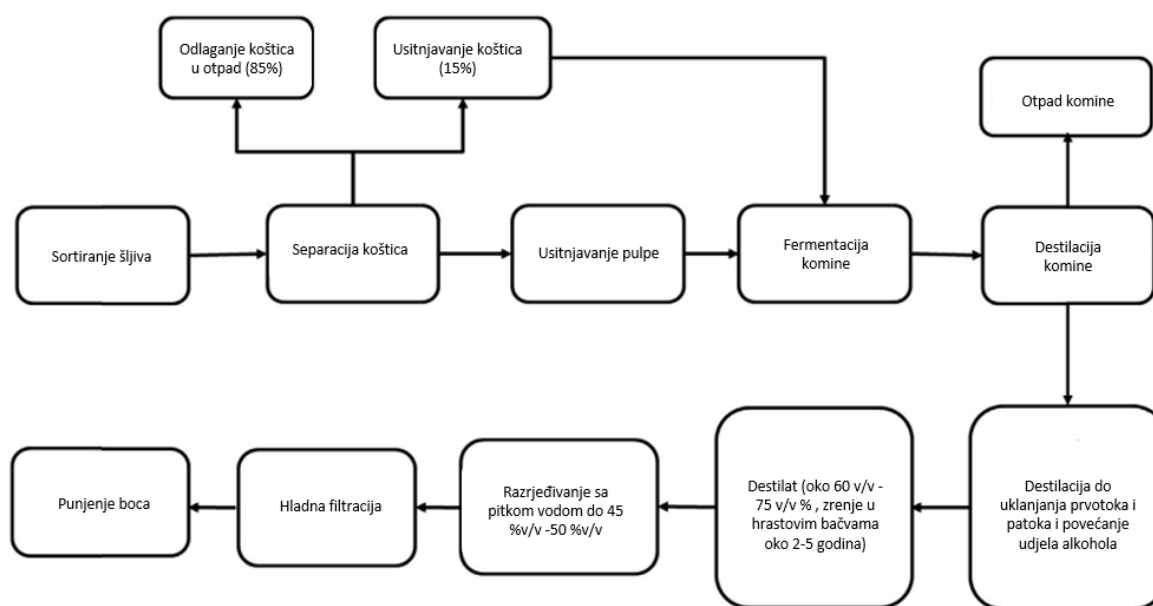 Odlaganje koštica
u otpad (85%)
Usitnjavanje koštica
(15%)
Otpad komine
Sortiranje šljiva
Separacija koštica
Usitnjavanje pulpe
Fermentacija
komine
Destilacija
komine
Punjenje boca
Hladna filtracija
Razrjeđivanje sa
pitkom vodom do 45
%v/v -50 %v/v
Destilat (oko 60 v/v -
75 v/v % , zrenje u
hrastovim bačvama
oko 2-5 godina)
Destilacija do
uklanjanja prvotoka i
patoka i povećanje
udjela alkohola